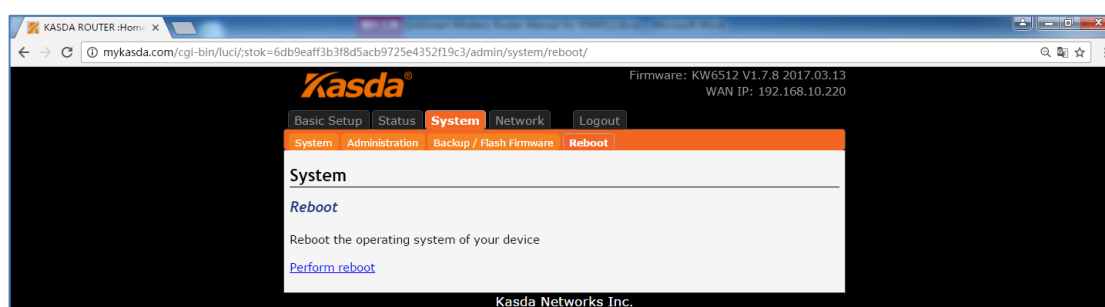 KASDA ROUTER :Home
mykasda.com/cgi-bin/luci/;stok=6db9eaff3b3f8d5acb9725e4352f19c3/admin/system/reboot/
Kasda®
Firmware: KW6512 V1.7.8 2017.03.13
WAN IP: 192.168.10.220
Basic Setup Status System Network Logout
System Administration Backup / Flash Firmware Reboot
System
Reboot
Reboot the operating system of your device
Perform reboot
Kasda Networks Inc.